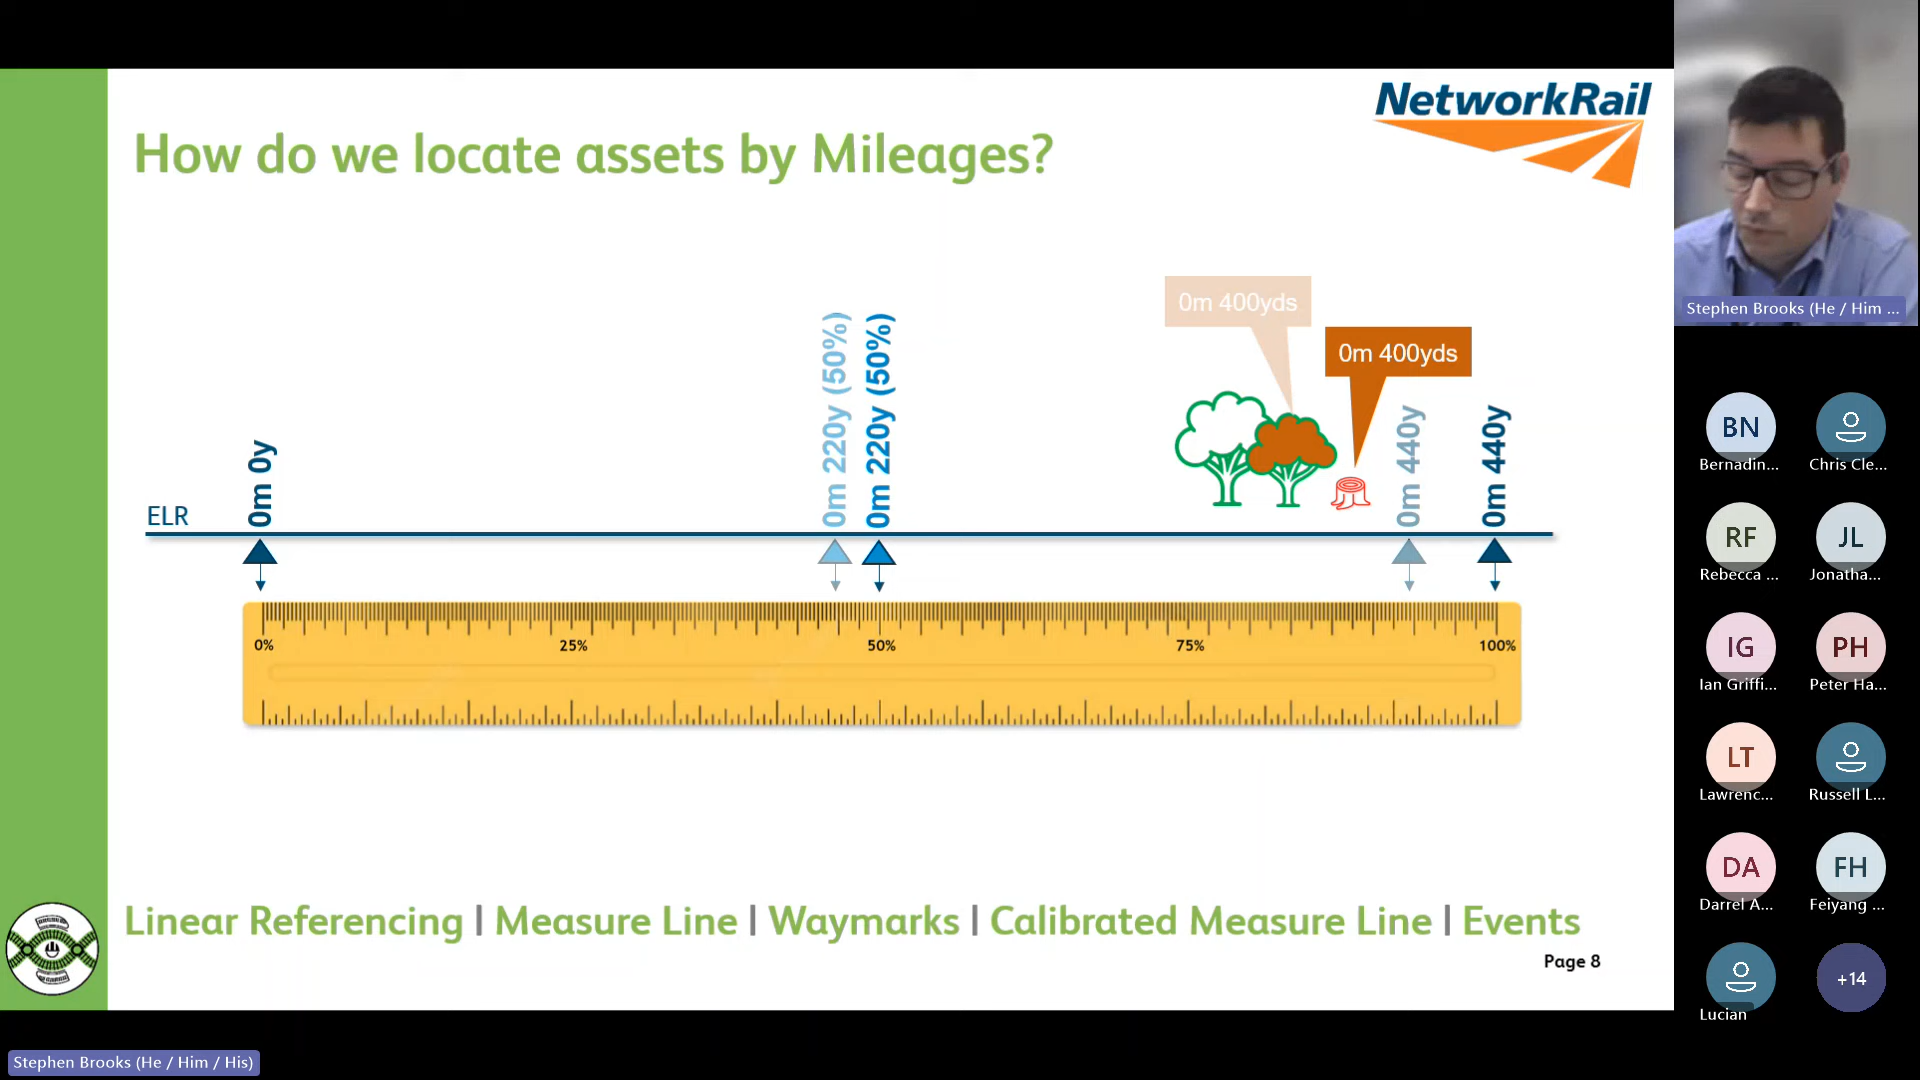 NetworkRail
How do we locate assets by Mileages?
0m 400yds
0m 400yds
ELR
0m 0y
0m 220y (50%)
0m 220y (50%)
0m 440y
0m 440y
0% 25% 50% 75% 100%
Linear Referencing | Measure Line | Waymarks | Calibrated Measure Line | Events
Page 8
Stephen Brooks (He / Him / His)
Stephen Brooks (He / Him ...
BN
Bernadin...
Chris Cle...
RF
Rebecca ...
JL
Jonatha...
IG
Ian Griffi...
PH
Peter Ha...
LT
Lawrenc...
Russell L...
DA
Darrel A...
FH
Feiyang ...
Lucian
+14